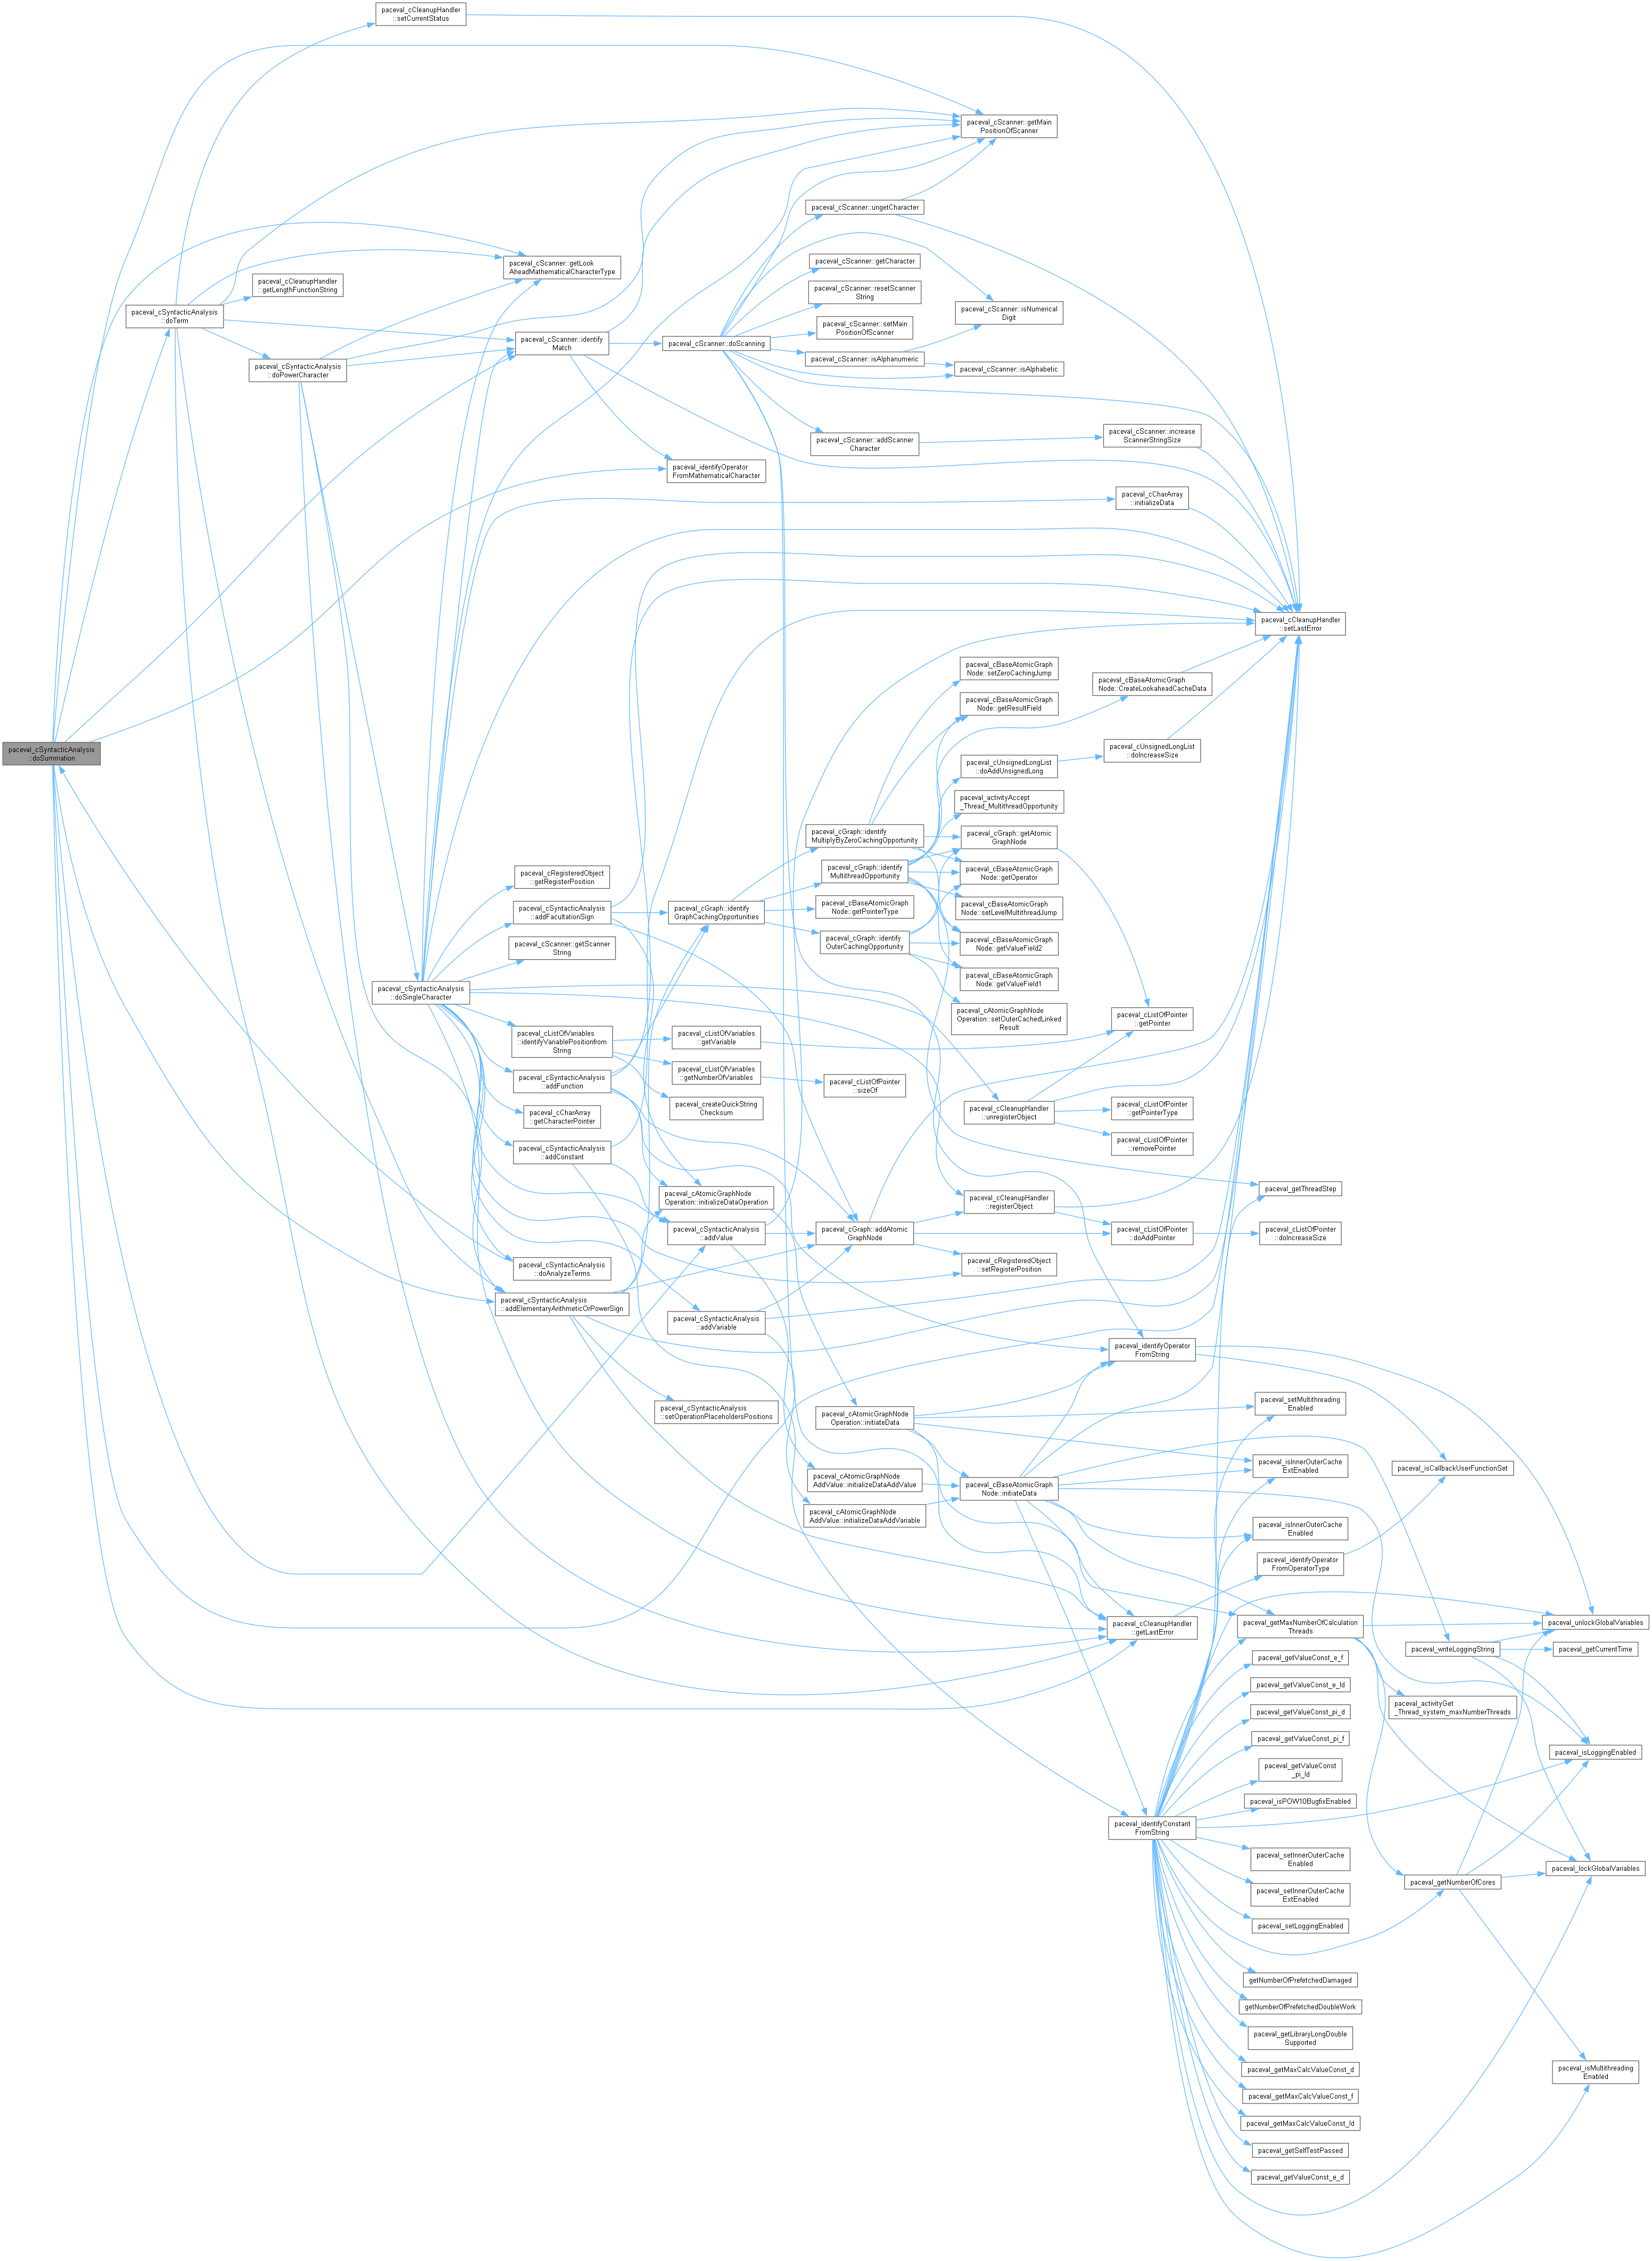 paceval_cCleanupHandler
::setCurrentStatus
paceval_cScanner::getMain
PositionOfScanner
paceval_cScanner::ungetCharacter
paceval_cScanner::getCharacter
paceval_cScanner::getLook
AheadMathematicalCharacterType
paceval_cCleanupHandler
::getLengthFunctionString
paceval_cScanner::resetScanner
String
paceval_cScanner::isNumerical
Digit
paceval_cSyntacticAnalysis
::doTerm
paceval_cScanner::setMain
PositionOfScanner
paceval_cScanner::identify
Match
paceval_cScanner::doScanning
paceval_cScanner::isAlphanumeric
paceval_cScanner::isAlphabetic
paceval_cSyntacticAnalysis
::doPowerCharacter
paceval_cScanner::addScanner
Character
paceval_cScanner::increase
ScannerStringSize
paceval_identifyOperator
FromMathematicalCharacter
paceval_cCharArray
::initializeData
paceval_cCleanupHandler
::setLastError
paceval_cBaseAtomicGraph
Node::setZeroCachingJump
paceval_cBaseAtomicGraph
Node::CreateLookaheadCacheData
paceval_cBaseAtomicGraph
Node::getResultField
paceval_cSyntacticAnalysis
::doSummation
paceval_cUnsignedLongList
::doAddUnsignedLong
paceval_cUnsignedLongList
::doIncreaseSize
paceval_activityAccept
_Thread_MultithreadOpportunity
paceval_cGraph::identify
MultiplyByZeroCachingOpportunity
paceval_cGraph::getAtomic
GraphNode
paceval_cGraph::identify
MultithreadOpportunity
paceval_cBaseAtomicGraph
Node::getOperator
paceval_cRegisteredObject
::getRegisterPosition
paceval_cSyntacticAnalysis
::addFacultationSign
paceval_cGraph::identify
GraphCachingOpportunities
paceval_cBaseAtomicGraph
Node::getPointerType
paceval_cBaseAtomicGraph
Node::setLevelMultithreadJump
paceval_cScanner::getScanner
String
paceval_cGraph::identify
OuterCachingOpportunity
paceval_cBaseAtomicGraph
Node::getValueField2
paceval_cBaseAtomicGraph
Node::getValueField1
paceval_cSyntacticAnalysis
::doSingleCharacter
paceval_cAtomicGraphNode
Operation::setOuterCachedLinked
Result
paceval_cListOfPointer
::getPointer
paceval_cListOfVariables
::identifyVariablePositionfrom
String
paceval_cListOfVariables
::getVariable
paceval_cListOfVariables
::getNumberOfVariables
paceval_cListOfPointer
::sizeOf
paceval_cSyntacticAnalysis
::addFunction
paceval_createQuickString
Checksum
paceval_cCleanupHandler
::unregisterObject
paceval_cListOfPointer
::getPointerType
paceval_cCharArray
::getCharacterPointer
paceval_cListOfPointer
::removePointer
paceval_cSyntacticAnalysis
::addConstant
paceval_cAtomicGraphNode
Operation::initializeDataOperation
paceval_cCleanupHandler
::registerObject
paceval_getThreadStep
paceval_cSyntacticAnalysis
::addValue
paceval_cGraph::addAtomic
GraphNode
paceval_cListOfPointer
::doAddPointer
paceval_cListOfPointer
::doIncreaseSize
paceval_cSyntacticAnalysis
::doAnalyzeTerms
paceval_cRegisteredObject
::setRegisterPosition
paceval_cSyntacticAnalysis
::addElementaryArithmeticOrPowerSign
paceval_cSyntacticAnalysis
::addVariable
paceval_identifyOperator
FromString
paceval_cSyntacticAnalysis
::setOperationPlaceholdersPositions
paceval_cAtomicGraphNode
Operation::initiateData
paceval_setMultithreading
Enabled
paceval_isInnerOuterCache
ExtEnabled
paceval_isCallbackUserFunctionSet
paceval_cAtomicGraphNode
AddValue::initializeDataAddValue
paceval_cBaseAtomicGraph
Node::initiateData
paceval_cAtomicGraphNode
AddValue::initializeDataAddVariable
paceval_isInnerOuterCache
Enabled
paceval_identifyOperator
FromOperatorType
paceval_cCleanupHandler
::getLastError
paceval_getMaxNumberOfCalculation
Threads
paceval_unlockGlobalVariables
paceval_writeLoggingString
paceval_getCurrentTime
paceval_getValueConst_e_f
paceval_getValueConst_e_ld
paceval_activityGet
_Thread_system_maxNumberThreads
paceval_getValueConst_pi_d
paceval_getValueConst_pi_f
paceval_isLoggingEnabled
paceval_getValueConst
_pi_ld
paceval_isPOW10BugfixEnabled
paceval_identifyConstant
FromString
paceval_setInnerOuterCache
Enabled
paceval_lockGlobalVariables
paceval_getNumberOfCores
paceval_setInnerOuterCache
ExtEnabled
paceval_setLoggingEnabled
getNumberOfPrefetchedDamaged
getNumberOfPrefetchedDoubleWork
paceval_getLibraryLongDouble
Supported
paceval_getMaxCalcValueConst_d
paceval_isMultithreading
Enabled
paceval_getMaxCalcValueConst_f
paceval_getMaxCalcValueConst_ld
paceval_getSelfTestPassed
paceval_getValueConst_e_d